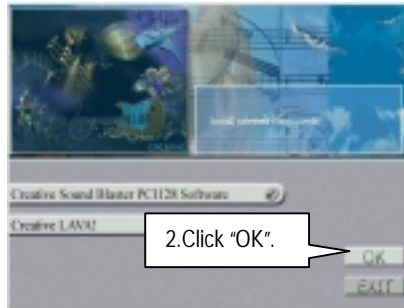 Creative Sound Blaster PCI128 Software
Creative LAVA!
2.Click “OK”.
OK
EXIT